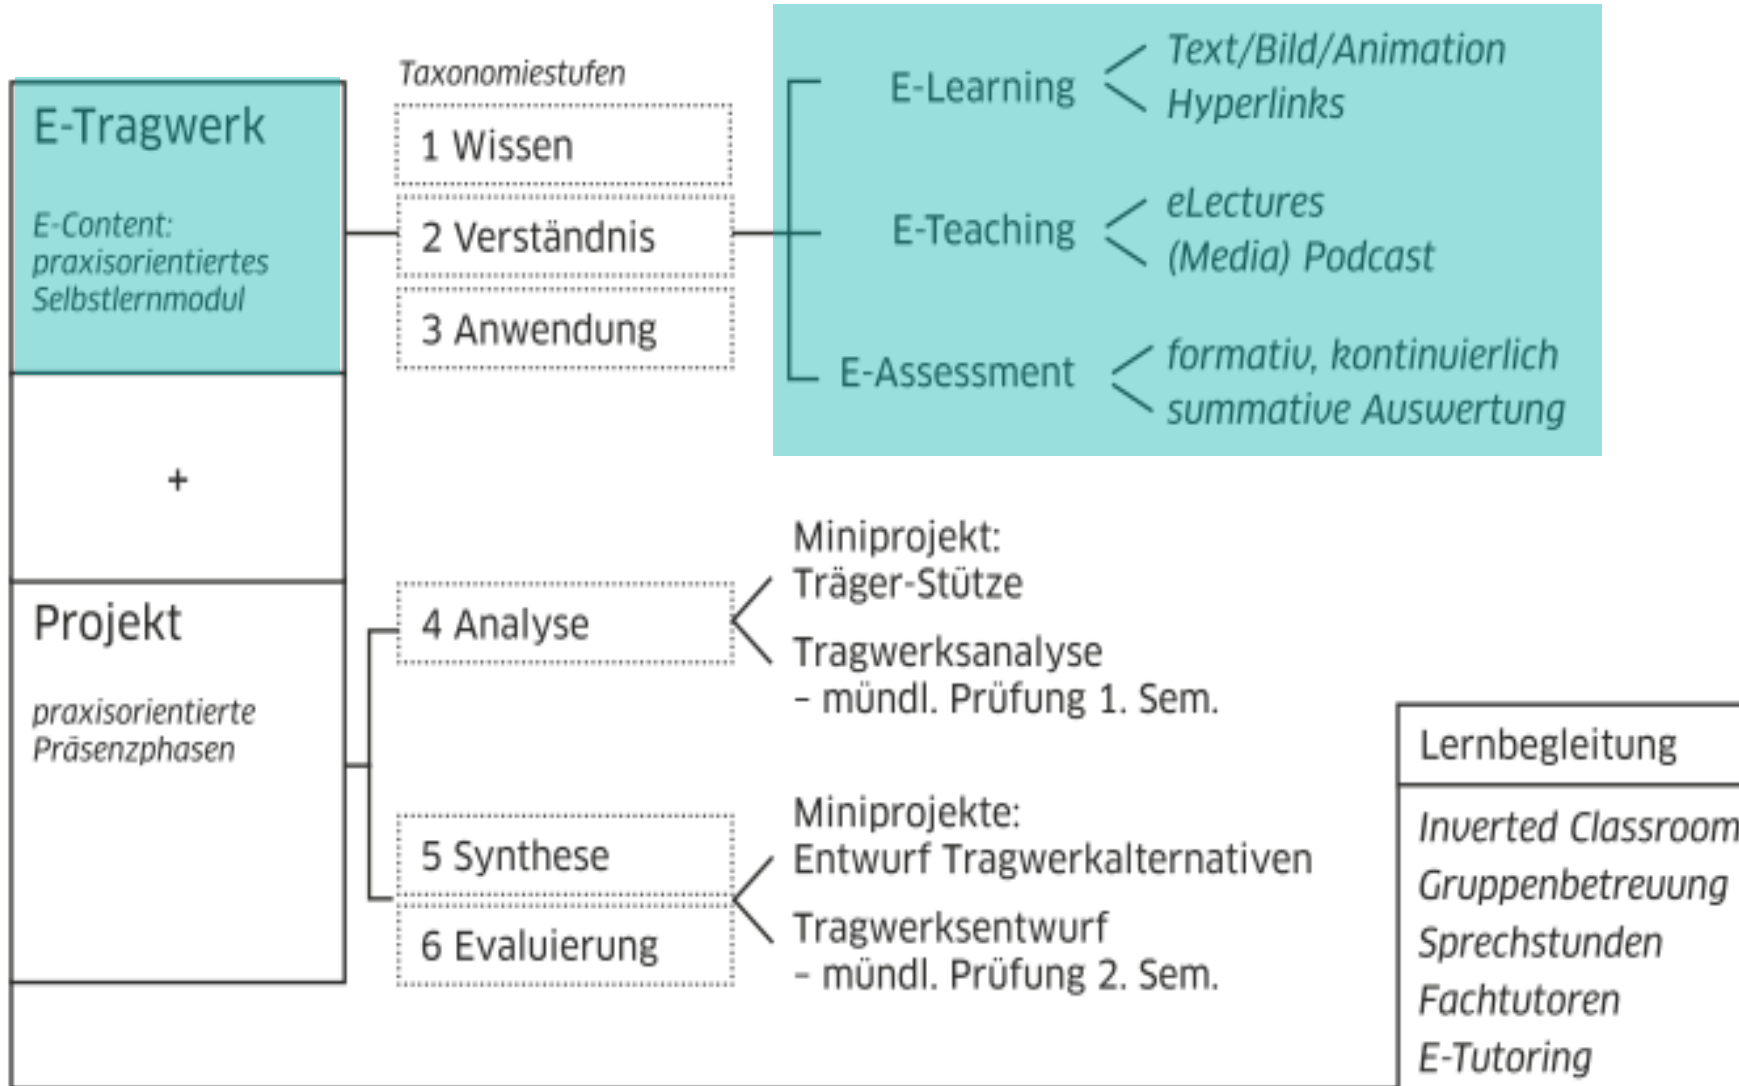 E-Tragwerk
E-Content:
praxisorientiertes
Selbstlernmodul
+
Projekt
praxisorientierte
Präsenzphasen
Taxonomiestufen
1 Wissen
2 Verständnis
3 Anwendung
4 Analyse
5 Synthese
6 Evaluierung
E-Learning
Text/Bild/Animation
Hyperlinks
E-Teaching
eLectures
(Media) Podcast
E-Assessment
formativ, kontinuierlich
summative Auswertung
Miniprojekt:
Träger-Stütze
Tragwerksanalyse
– mündl. Prüfung 1. Sem.
Miniprojekte:
Entwurf Tragwerkalternativen
Tragwerksentwurf
– mündl. Prüfung 2. Sem.
Lernbegleitung
Inverted Classroom
Gruppenbetreuung
Sprechstunden
Fachtutoren
E-Tutoring